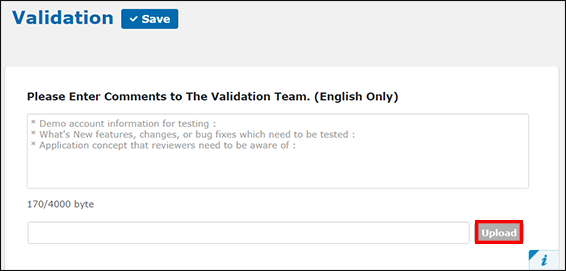 Validation
Save
Please Enter Comments to The Validation Team. (English Only)
* Demo account information for testing :
* What's New features, changes, or bug fixes which need to be tested :
* Application concept that reviewers need to be aware of :
170/4000 byte
Upload
i